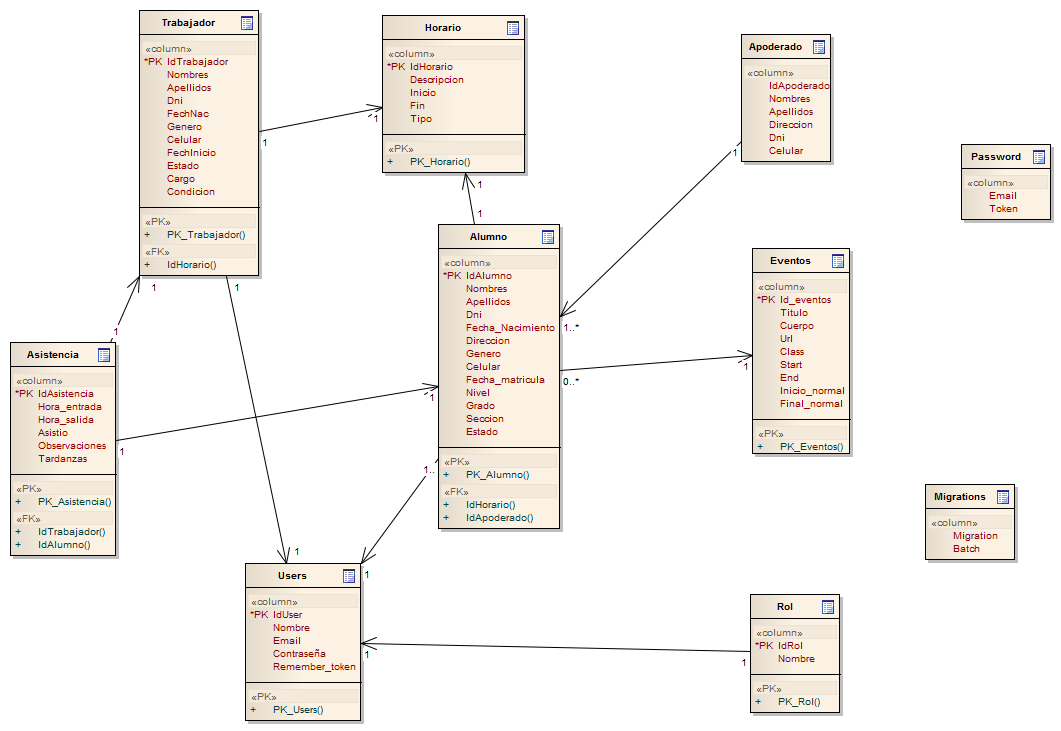 Trabajador
«column»
*PK IdTrabajador
Nombres
Apellidos
Dni
FechNac
Genero
Celular
FechInicio
Estado
Cargo
Condicion
«PK»
+ PK_Trabajador()
«FK»
+ IdHorario()
1
1
1
Horario
«column»
*PK IdHorario
Descripcion
Inicio
Fin
Tipo
«PK»
+ PK_Horario()
1
1
1
Apoderado
«column»
IdApoderado
Nombres
Apellidos
Direccion
Dni
Celular
1
Password
«column»
Email
Token
Alumno
«column»
*PK IdAlumno
Nombres
Apellidos
Dni
Fecha_Nacimiento
Direccion
Genero
Celular
Fecha_matricula
Nivel
Grado
Seccion
Estado
«PK»
+ PK_Alumno()
«FK»
+ IdHorario()
+ IdApoderado()
1..*
0..*
1
1..
Eventos
«column»
*PK Id_eventos
Titulo
Cuerpo
Url
Class
Start
End
Inicio_normal
Final_normal
«PK»
+ PK_Eventos()
1
Asistencia
«column»
*PK IdAsistencia
Hora_entrada
Hora_salida
Asistio
Observaciones
Tardanzas
«PK»
+ PK_Asistencia()
«FK»
+ IdTrabajador()
+ IdAlumno()
1
1
Migrations
«column»
Migration
Batch
Users
«column»
*PK IdUser
Nombre
Email
Contraseña
Remember_token
«PK»
+ PK_Users()
1
1
1
Rol
«column»
*PK IdRol
Nombre
«PK»
+ PK_Rol()
1